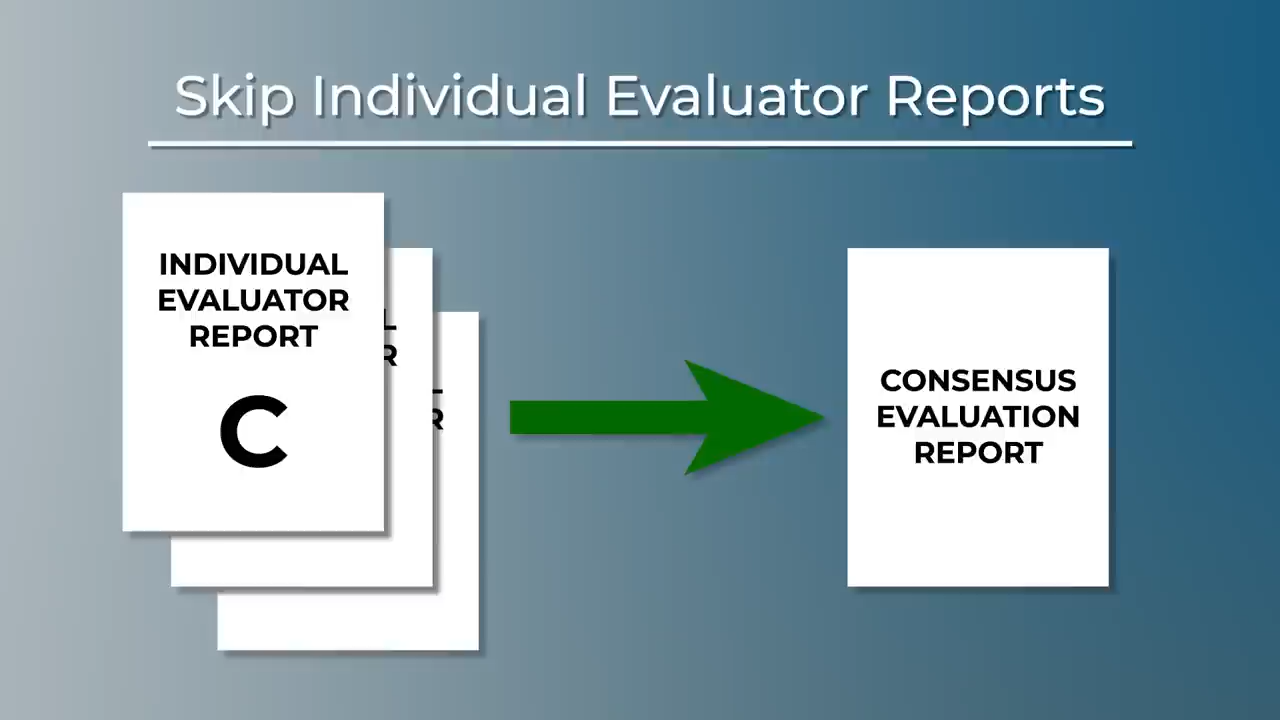 Skip Individual Evaluator Reports
INDIVIDUAL
EVALUATOR
REPORT
C
CONSENSUS
EVALUATION
REPORT